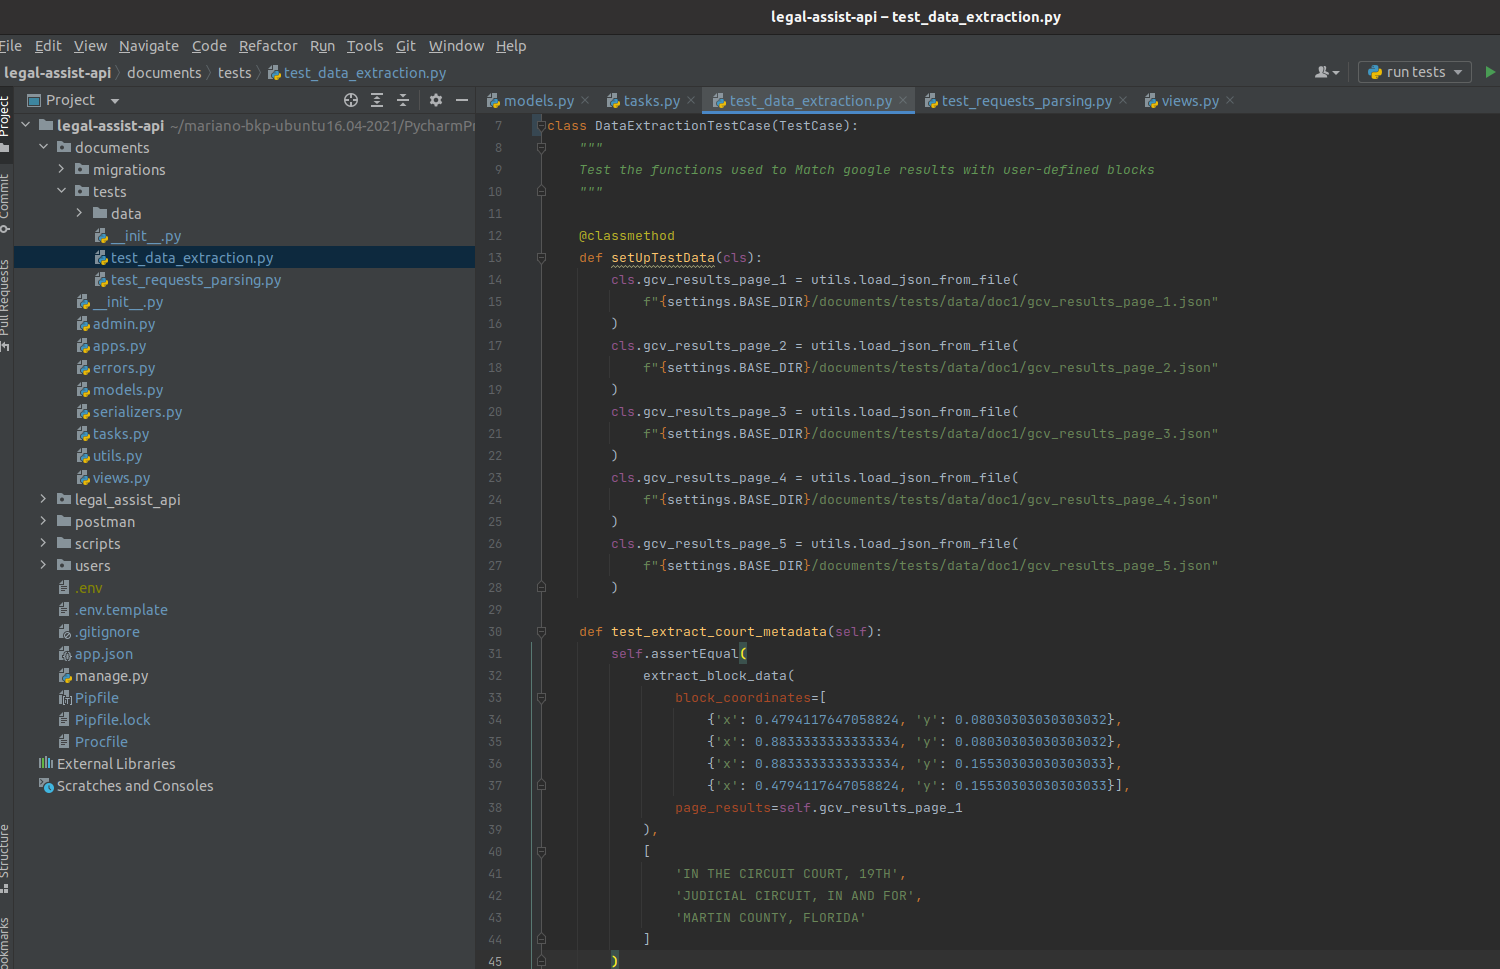 legal-assist-api – test_data_extraction.py
File Edit View Navigate Code Refactor Run Tools Git Window Help
legal-assist-api documents tests test_data_extraction.py
run tests
Project
models.py tasks.py test_data_extraction.py test_requests_parsing.py views.py
Project
Commit
Pull Requests
Structure
legal-assist-api ~/mariano-bkp-ubuntu16.04-2021/PycharmPr
documents
migrations
tests
data
__init__.py
test_data_extraction.py
test_requests_parsing.py
__init__.py
admin.py
apps.py
errors.py
models.py
serializers.py
tasks.py
utils.py
views.py
legal_assist_api
postman
scripts
users
.env
.env.template
.gitignore
app.json
manage.py
Pipfile
Pipfile.lock
Procfile
External Libraries
Scratches and Consoles
7 class DataExtractionTestCase(TestCase):
8 """
9 Test the functions used to Match google results with user-defined blocks
10 """
11
12 @classmethod
13 def setUpTestData(cls):
14 cls.gcv_results_page_1 = utils.load_json_from_file(
15 f"{settings.BASE_DIR}/documents/tests/data/doc1/gcv_results_page_1.json"
16 )
17 cls.gcv_results_page_2 = utils.load_json_from_file(
18 f"{settings.BASE_DIR}/documents/tests/data/doc1/gcv_results_page_2.json"
19 )
20 cls.gcv_results_page_3 = utils.load_json_from_file(
21 f"{settings.BASE_DIR}/documents/tests/data/doc1/gcv_results_page_3.json"
22 )
23 cls.gcv_results_page_4 = utils.load_json_from_file(
24 f"{settings.BASE_DIR}/documents/tests/data/doc1/gcv_results_page_4.json"
25 )
26 cls.gcv_results_page_5 = utils.load_json_from_file(
27 f"{settings.BASE_DIR}/documents/tests/data/doc1/gcv_results_page_5.json"
28 )
29
30 def test_extract_court_metadata(self):
31 self.assertEqual(
32 extract_block_data(
33 block_coordinates=[
34 {'x': 0.4794117647058824, 'y': 0.08030303030303032},
35 {'x': 0.8833333333333334, 'y': 0.08030303030303032},
36 {'x': 0.8833333333333334, 'y': 0.15530303030303033},
37 {'x': 0.4794117647058824, 'y': 0.15530303030303033}],
38 page_results=self.gcv_results_page_1
39 ),
40 [
41 'IN THE CIRCUIT COURT, 19TH',
42 'JUDICIAL CIRCUIT, IN AND FOR',
43 'MARTIN COUNTY, FLORIDA'
44 ]
45 )